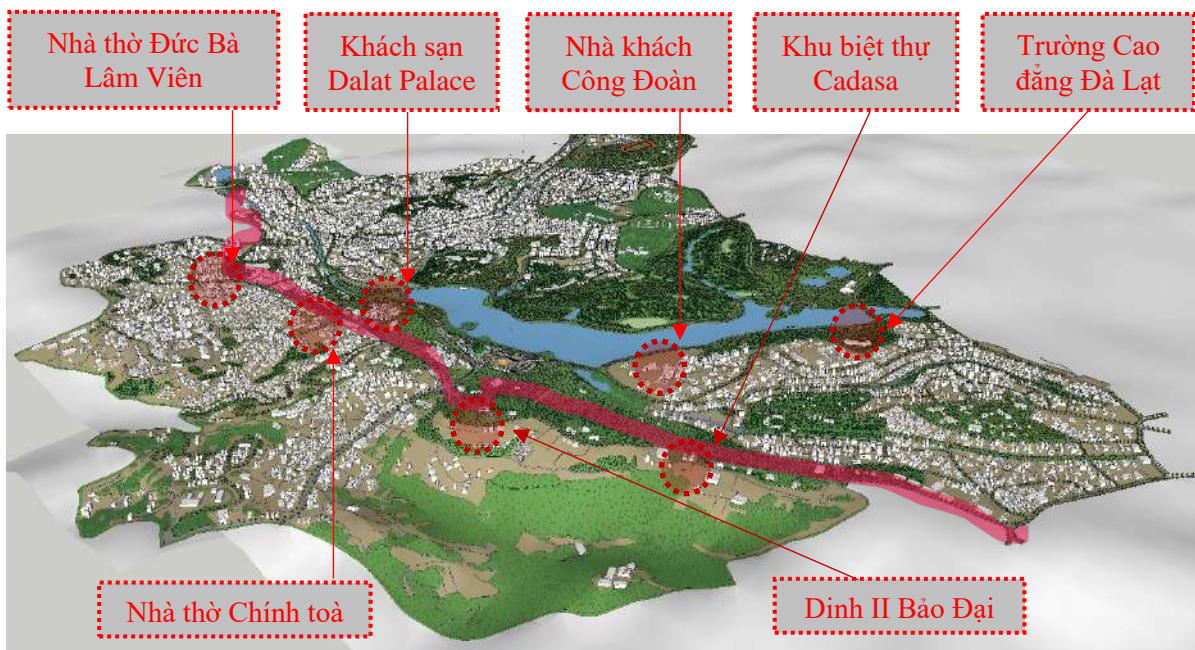 Nhà thờ Đức Bà
Lâm Viên
Khách sạn
Dalat Palace
Nhà khách
Công Đoàn
Khu biệt thự
Cadasa
Trường Cao
đẳng Đà Lạt
Nhà thờ Chính toà
Dinh II Bảo Đại